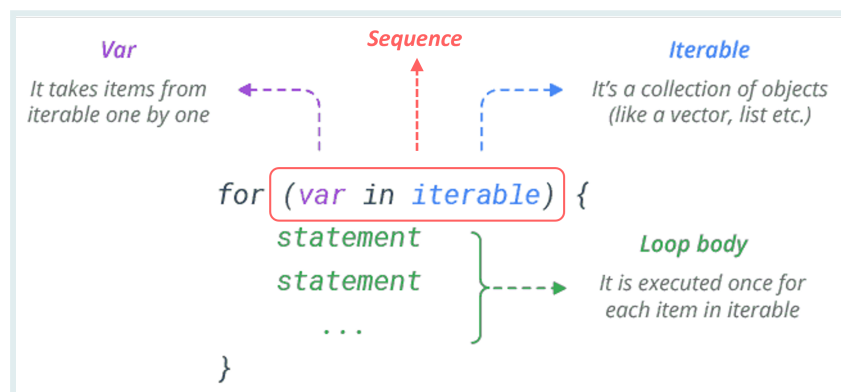 Var
Sequence
Iterable
It takes items from
iterable one by one
It's a collection of objects
(like a vector, list etc.)
for (var in iterable) {
statement
statement
...
}
Loop body
It is executed once for
each item in iterable